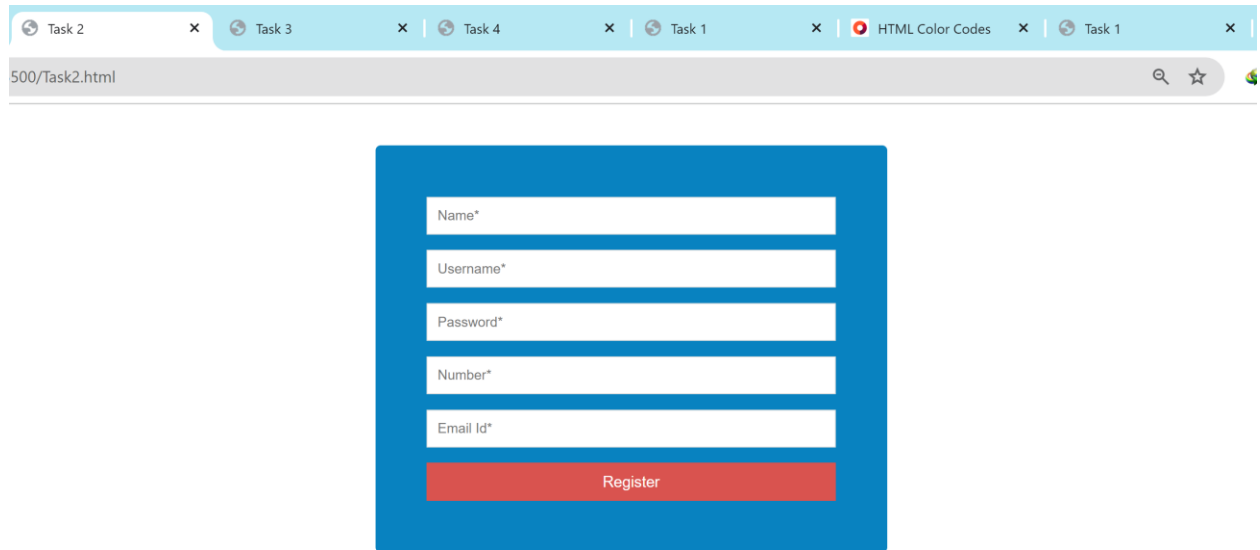 Task 2 Task 3 Task 4 Task 1 HTML Color Codes Task 1
500/Task2.html
Name*
Username*
Password*
Number*
Email Id*
Register